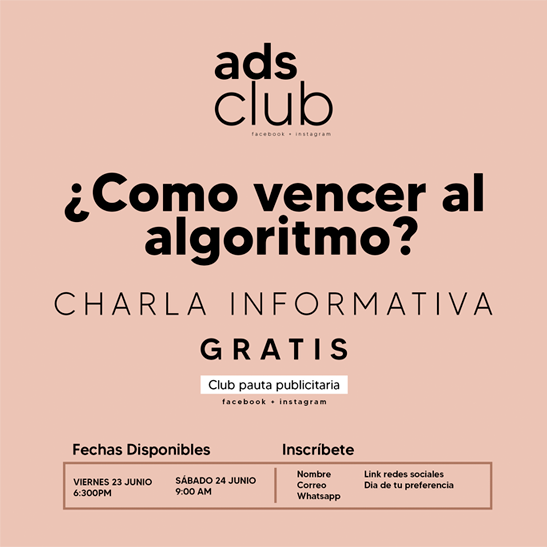 ads
club
facebook + instagram
¿Como vencer al
algoritmo?
CHARLA INFORMATIVA
GRATIS
Club pauta publicitaria
facebook + instagram
Fechas Disponibles
VIERNES 23 JUNIO
6:30PM
SÁBADO 24 JUNIO
9:00 AM
Inscríbete
Nombre
Correo
Whatsapp
Link redes sociales
Dia de tu preferencia